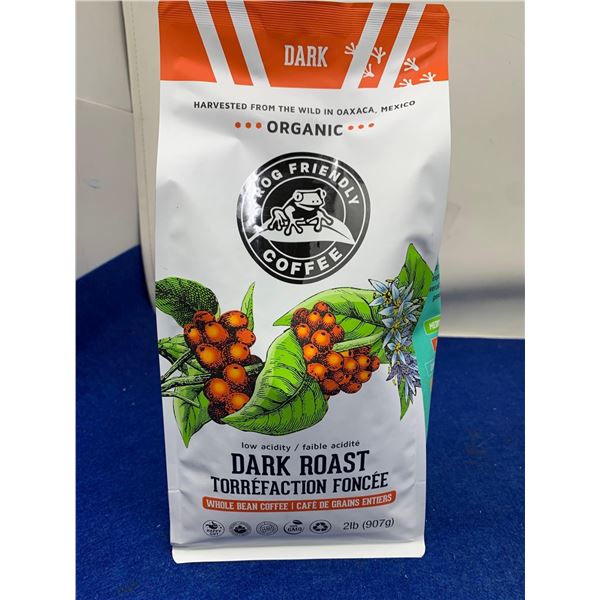 DARK
HARVESTED FROM THE WILD IN OAXACA, MEXICO
ORGANIC
FROG FRIENDLY
COFFEE
low acidity / faible acidité
DARK ROAST
TORRÉFACTION FONCÉE
WHOLE BEAN COFFEE | CAFÉ DE GRAINS ENTIERS
2lb (907g)